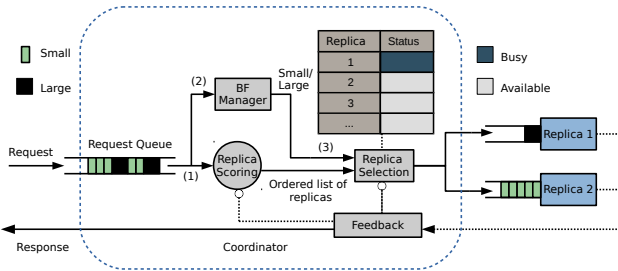 Small
Large
Replica Status
1
2
3
...
Busy
Available
(2)
BF
Manager
Small/
Large
Request Queue
Request
(1)
Replica
Scoring
(3)
Ordered list of
replicas
Replica
Selection
Replica 1
Replica 2
Feedback
Response
Coordinator